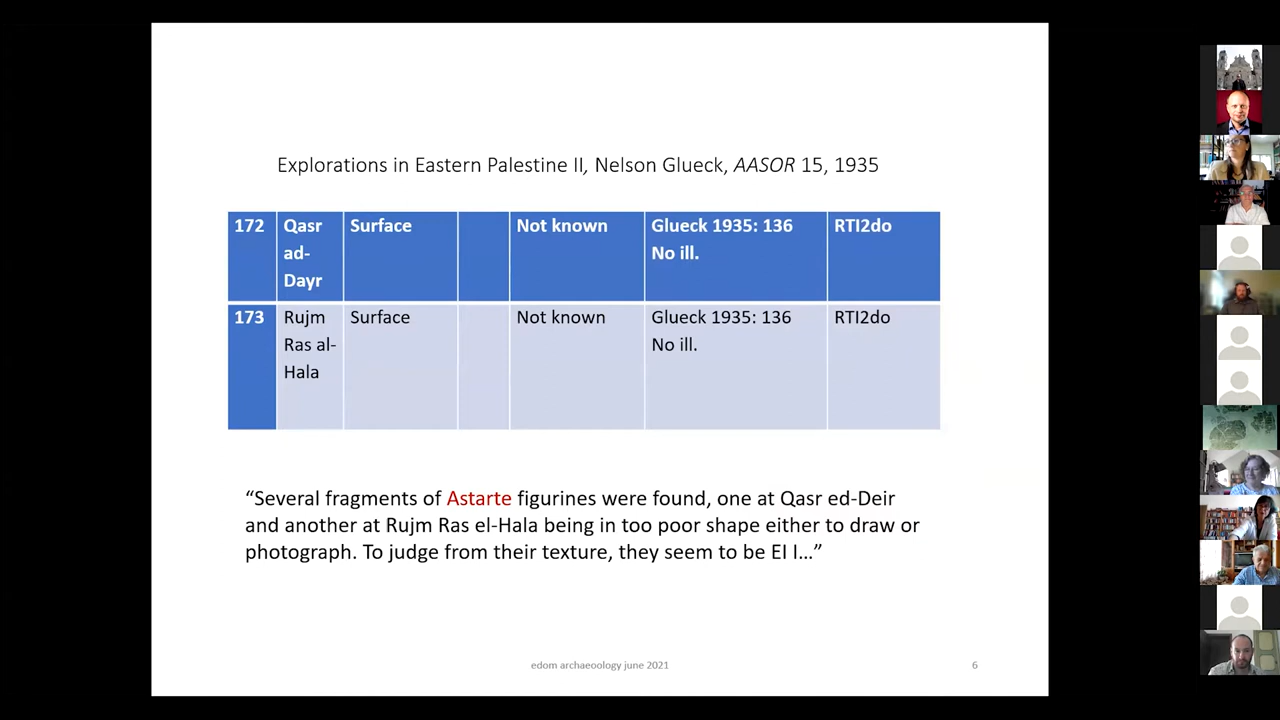 Explorations in Eastern Palestine II, Nelson Glueck, AASOR 15, 1935
172 Qasr ad-Dayr Surface Not known Glueck 1935: 136 No ill. RTI2do
173 Rujm Ras al-Hala Surface Not known Glueck 1935: 136 No ill. RTI2do
“Several fragments of Astarte figurines were found, one at Qasr ed-Deir
and another at Rujm Ras el-Hala being in too poor shape either to draw or
photograph. To judge from their texture, they seem to be EI I…”
edom archaeoology june 2021
6